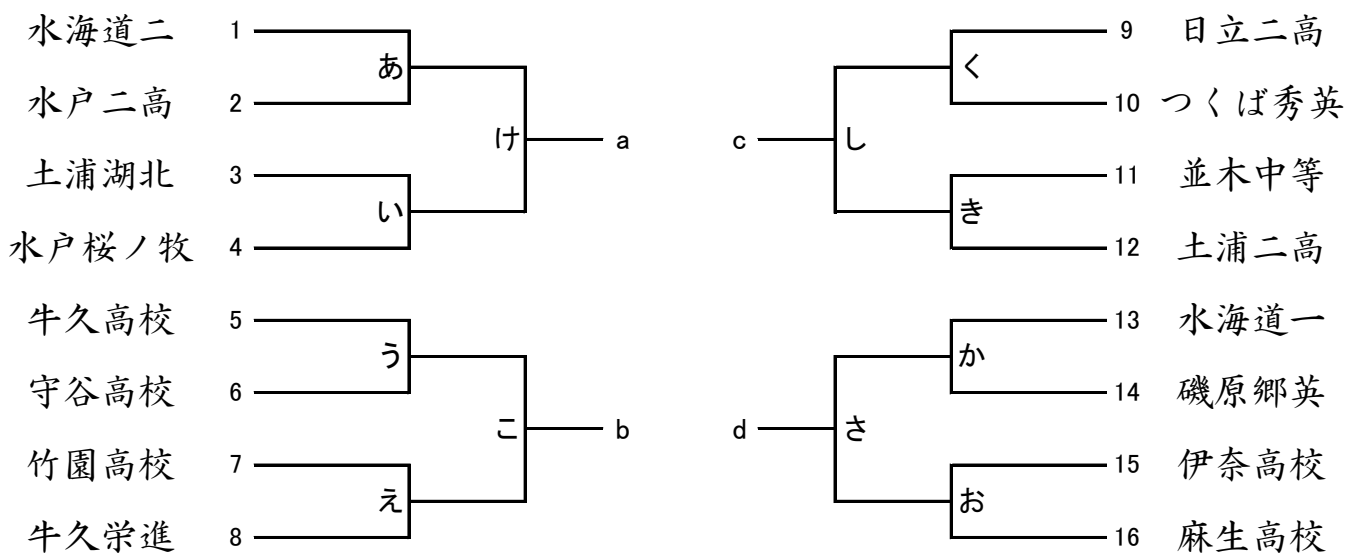 水海道二 1
あ
水戸二高 2
け a
土浦湖北 3
い
水戸桜ノ牧 4
牛久高校 5
う
守谷高校 6
こ b
竹園高校 7
え
牛久栄進 8
9 日立二高
く
10 つくば秀英
c し
11 並木中等
き
12 土浦二高
13 水海道一
か
14 磯原郷英
d さ
15 伊奈高校
お
16 麻生高校